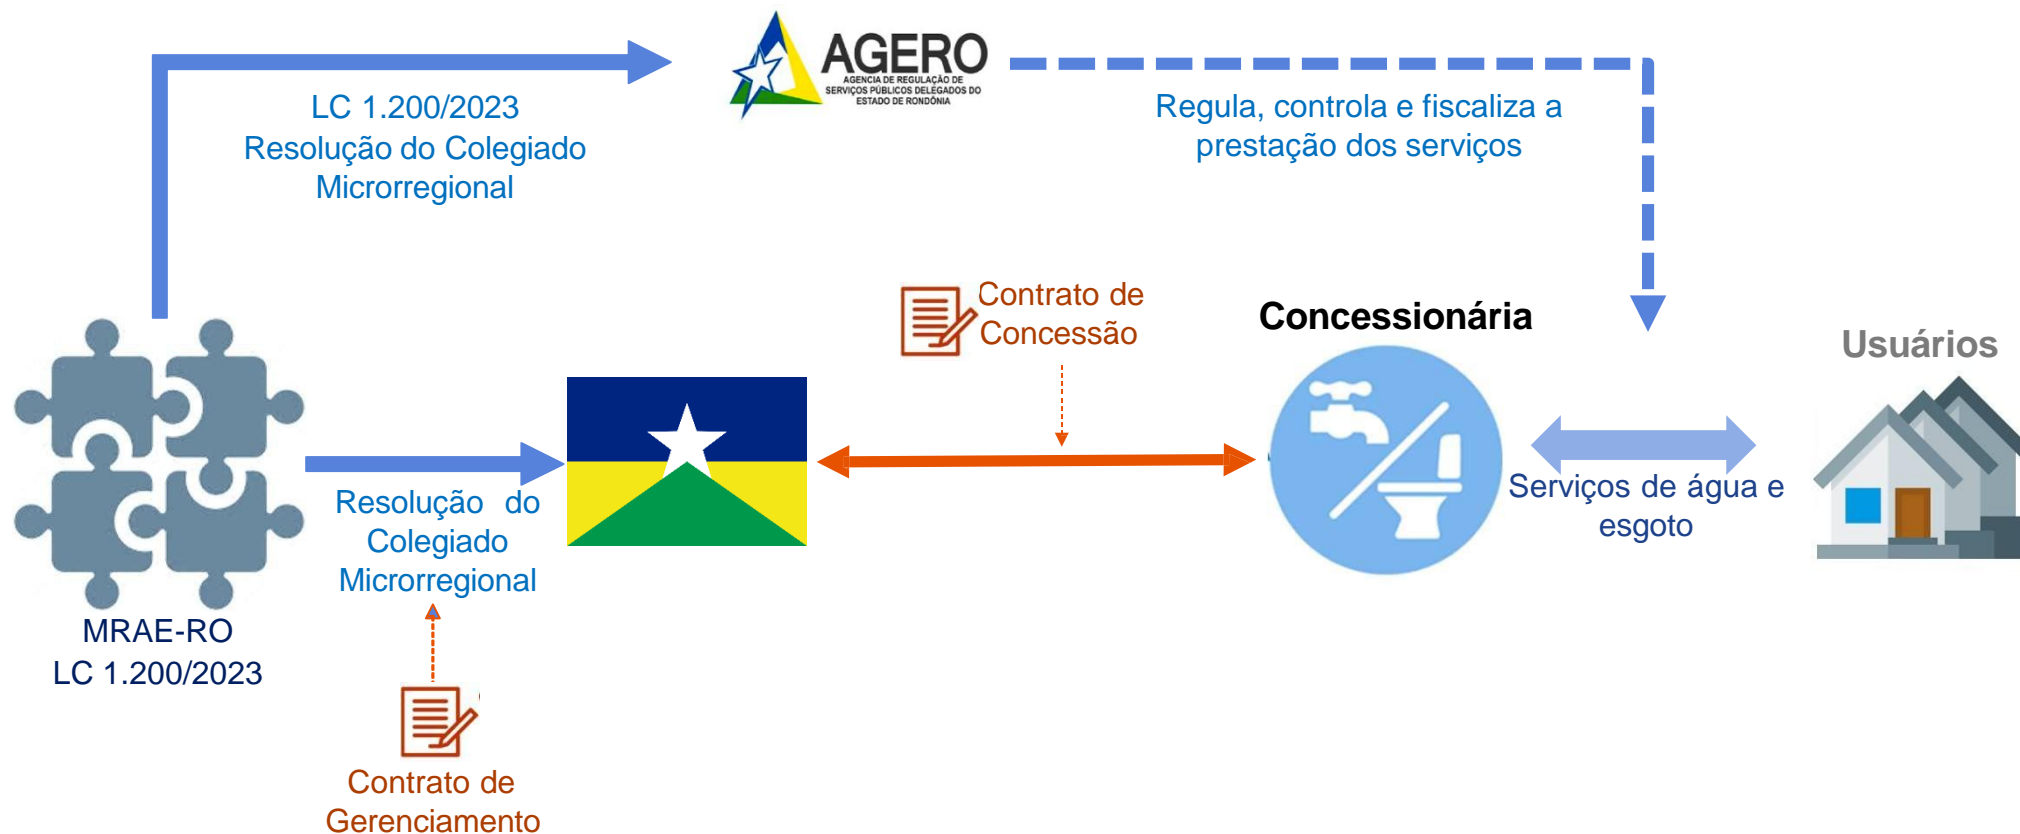 AGERO
AGENCIA DE REGULAÇÃO DE
SERVIÇOS PÚBLICOS DELEGADOS DO
ESTADO DE RONDÔNIA
LC 1.200/2023
Resolução do Colegiado
Microrregional
Regula, controla e fiscaliza a
prestação dos serviços
Contrato de
Concessão
Concessionária
Usuários
Serviços de água e
esgoto
Resolução do
Colegiado
Microrregional
MRAE-RO
LC 1.200/2023
Contrato de
Gerenciamento